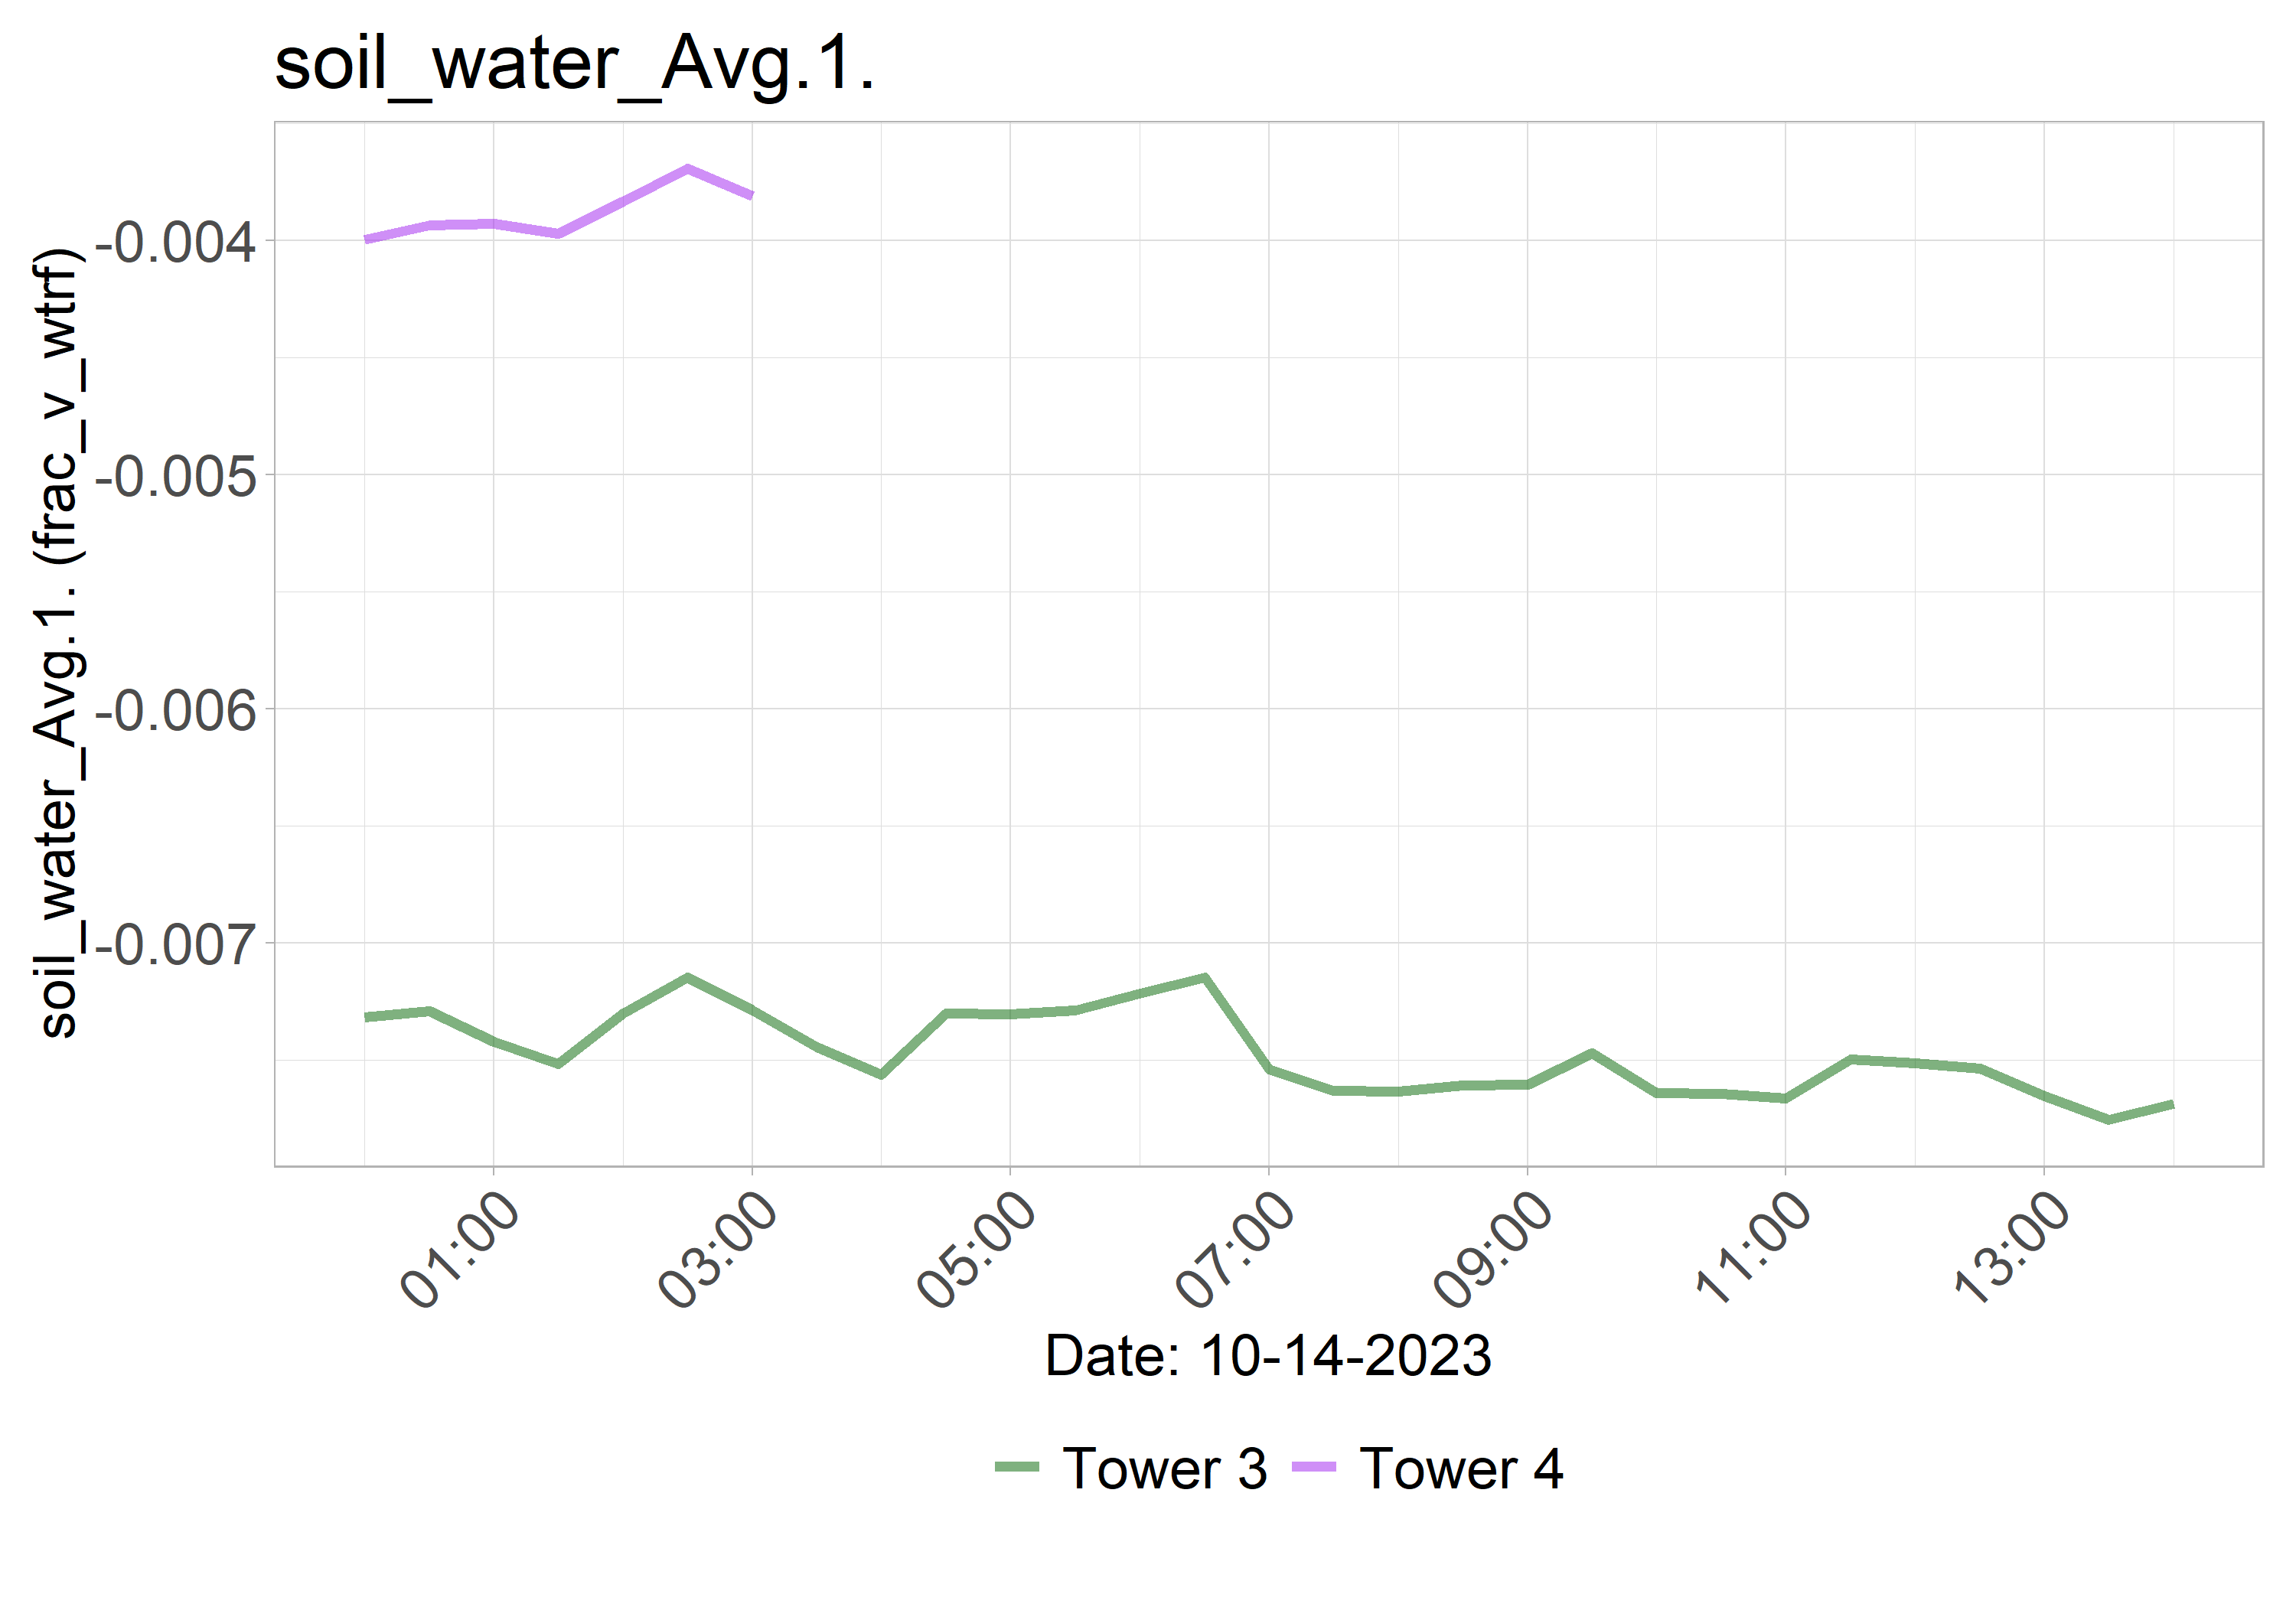 soil_water_Avg.1.
soil_water_Avg.1. (frac_v_wtrf)
-0.004
-0.005
-0.006
-0.007
01:00
03:00
05:00
07:00
09:00
11:00
13:00
Date: 10-14-2023
Tower 3
Tower 4